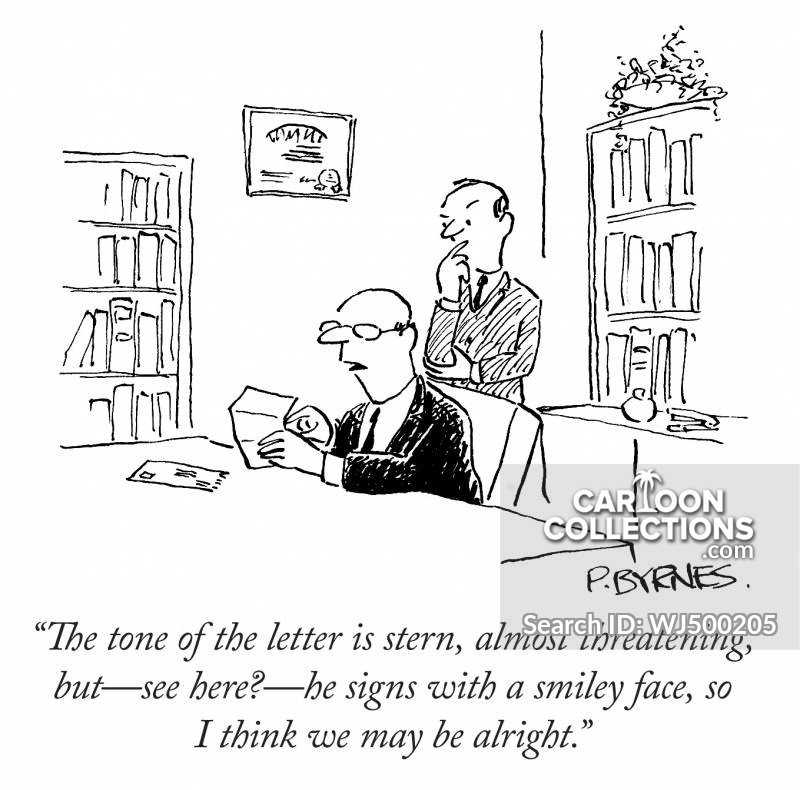 CARTOON
COLLECTIONS
.com
P. BYRNES.
Search ID: WJ500205
“The tone of the letter is stern, almost threatening,
but—see here?—he signs with a smiley face, so
I think we may be alright.”